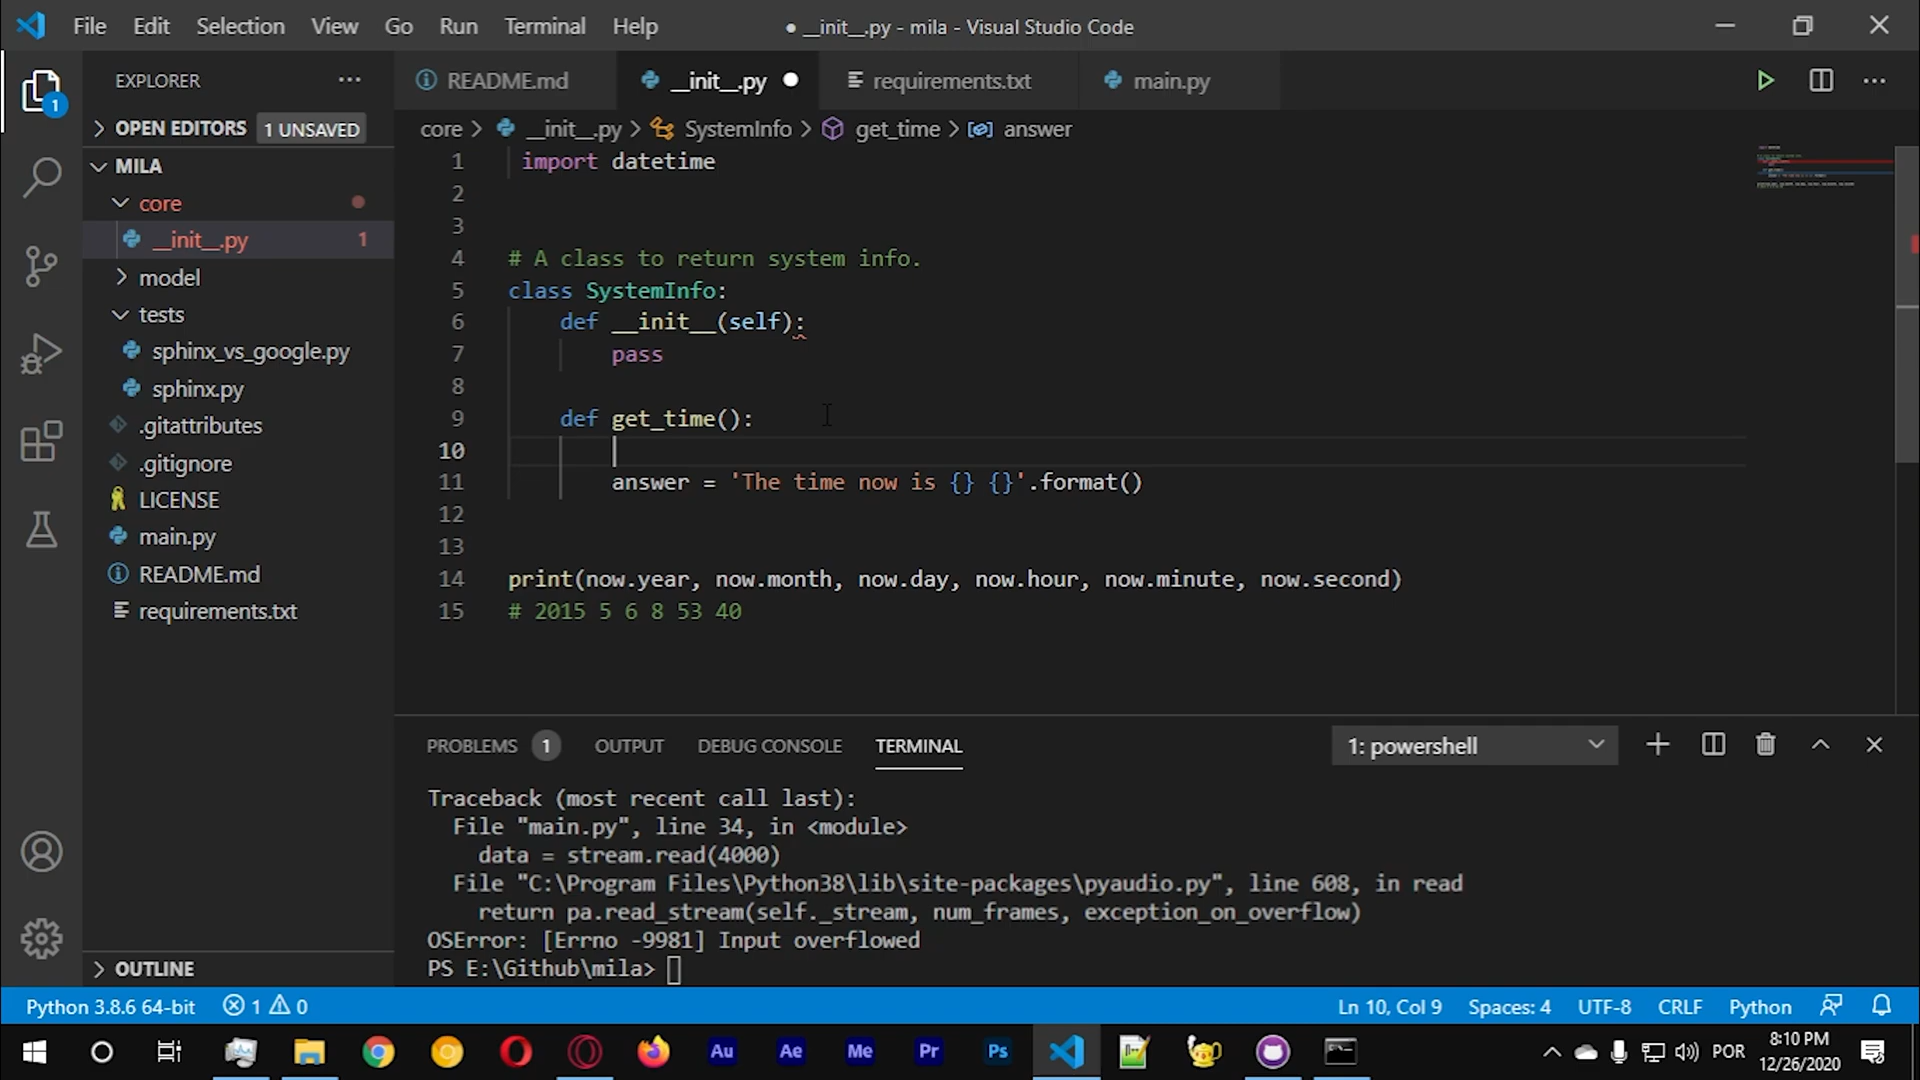 File Edit Selection View Go Run Terminal Help ● __init__.py - mila - Visual Studio Code
EXPLORER
OPEN EDITORS 1 UNSAVED
MILA
core
__init__.py 1
model
tests
sphinx_vs_google.py
sphinx.py
.gitattributes
.gitignore
LICENSE
main.py
README.md
requirements.txt
OUTLINE
1
README.md __init__.py requirements.txt main.py
core > __init__.py > SystemInfo > get_time > answer
1 import datetime
2
3
4 # A class to return system info.
5 class SystemInfo:
6 def __init__(self):
7 pass
8
9 def get_time():
10
11 answer = 'The time now is {} {}'.format()
12
13
14 print(now.year, now.month, now.day, now.hour, now.minute, now.second)
15 # 2015 5 6 8 53 40
PROBLEMS 1 OUTPUT DEBUG CONSOLE TERMINAL 1: powershell
Traceback (most recent call last):
File "main.py", line 34, in <module>
data = stream.read(4000)
File "C:\Program Files\Python38\lib\site-packages\pyaudio.py", line 608, in read
return pa.read_stream(self._stream, num_frames, exception_on_overflow)
OSError: [Errno -9981] Input overflowed
PS E:\Github\mila>
Python 3.8.6 64-bit 1 0 Ln 10, Col 9 Spaces: 4 UTF-8 CRLF Python
Au Ae Me Pr Ps POR 8:10 PM
12/26/2020